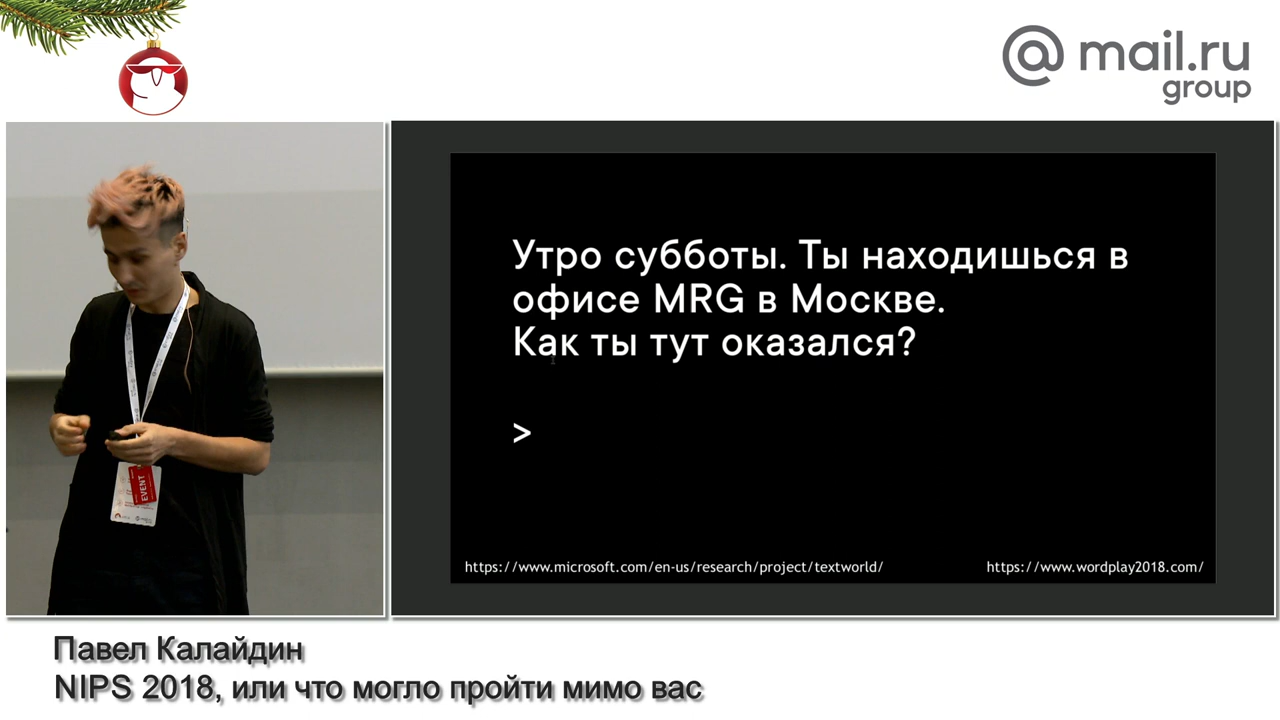 @ mail.ru
group
Утро субботы. Ты находишься в
офисе MRG в Москве.
Как ты тут оказался?
>
https://www.microsoft.com/en-us/research/project/textworld/
https://www.wordplay2018.com/
EVENT
Павел Калайдин
NIPS 2018, или что могло пройти мимо вас